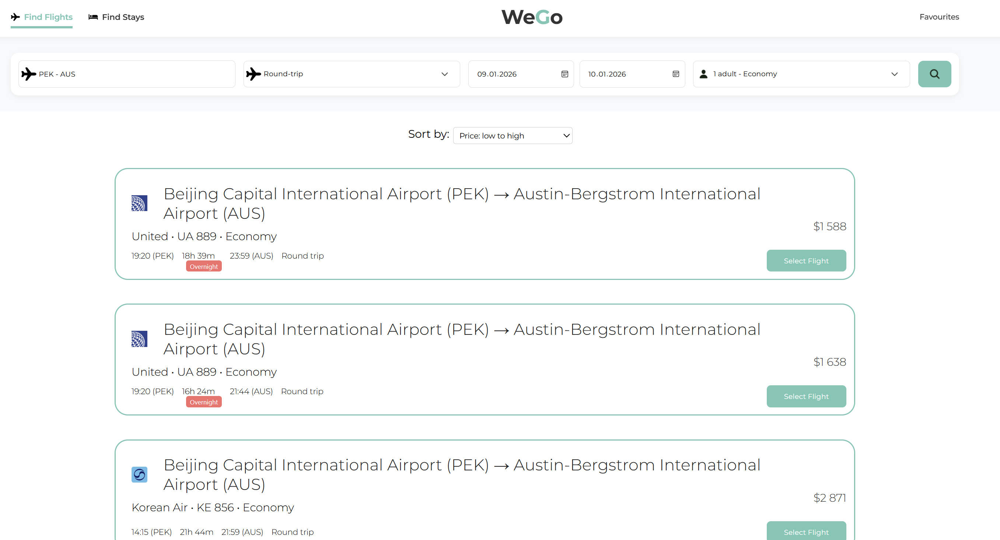 Find Flights
Find Stays
WeGo
Favourites
PEK - AUS
Round-trip
09.01.2026
10.01.2026
1 adult - Economy
Sort by:
Price: low to high
Beijing Capital International Airport (PEK) → Austin-Bergstrom International
Airport (AUS)
$1 588
United • UA 889 • Economy
19:20 (PEK) 18h 39m 23:59 (AUS) Round trip
Overnight
Select Flight
Beijing Capital International Airport (PEK) → Austin-Bergstrom International
Airport (AUS)
$1 638
United • UA 889 • Economy
19:20 (PEK) 16h 24m 21:44 (AUS) Round trip
Overnight
Select Flight
Beijing Capital International Airport (PEK) → Austin-Bergstrom International
Airport (AUS)
$2 871
Korean Air • KE 856 • Economy
14:15 (PEK) 21h 44m 21:59 (AUS) Round trip
Select Flight